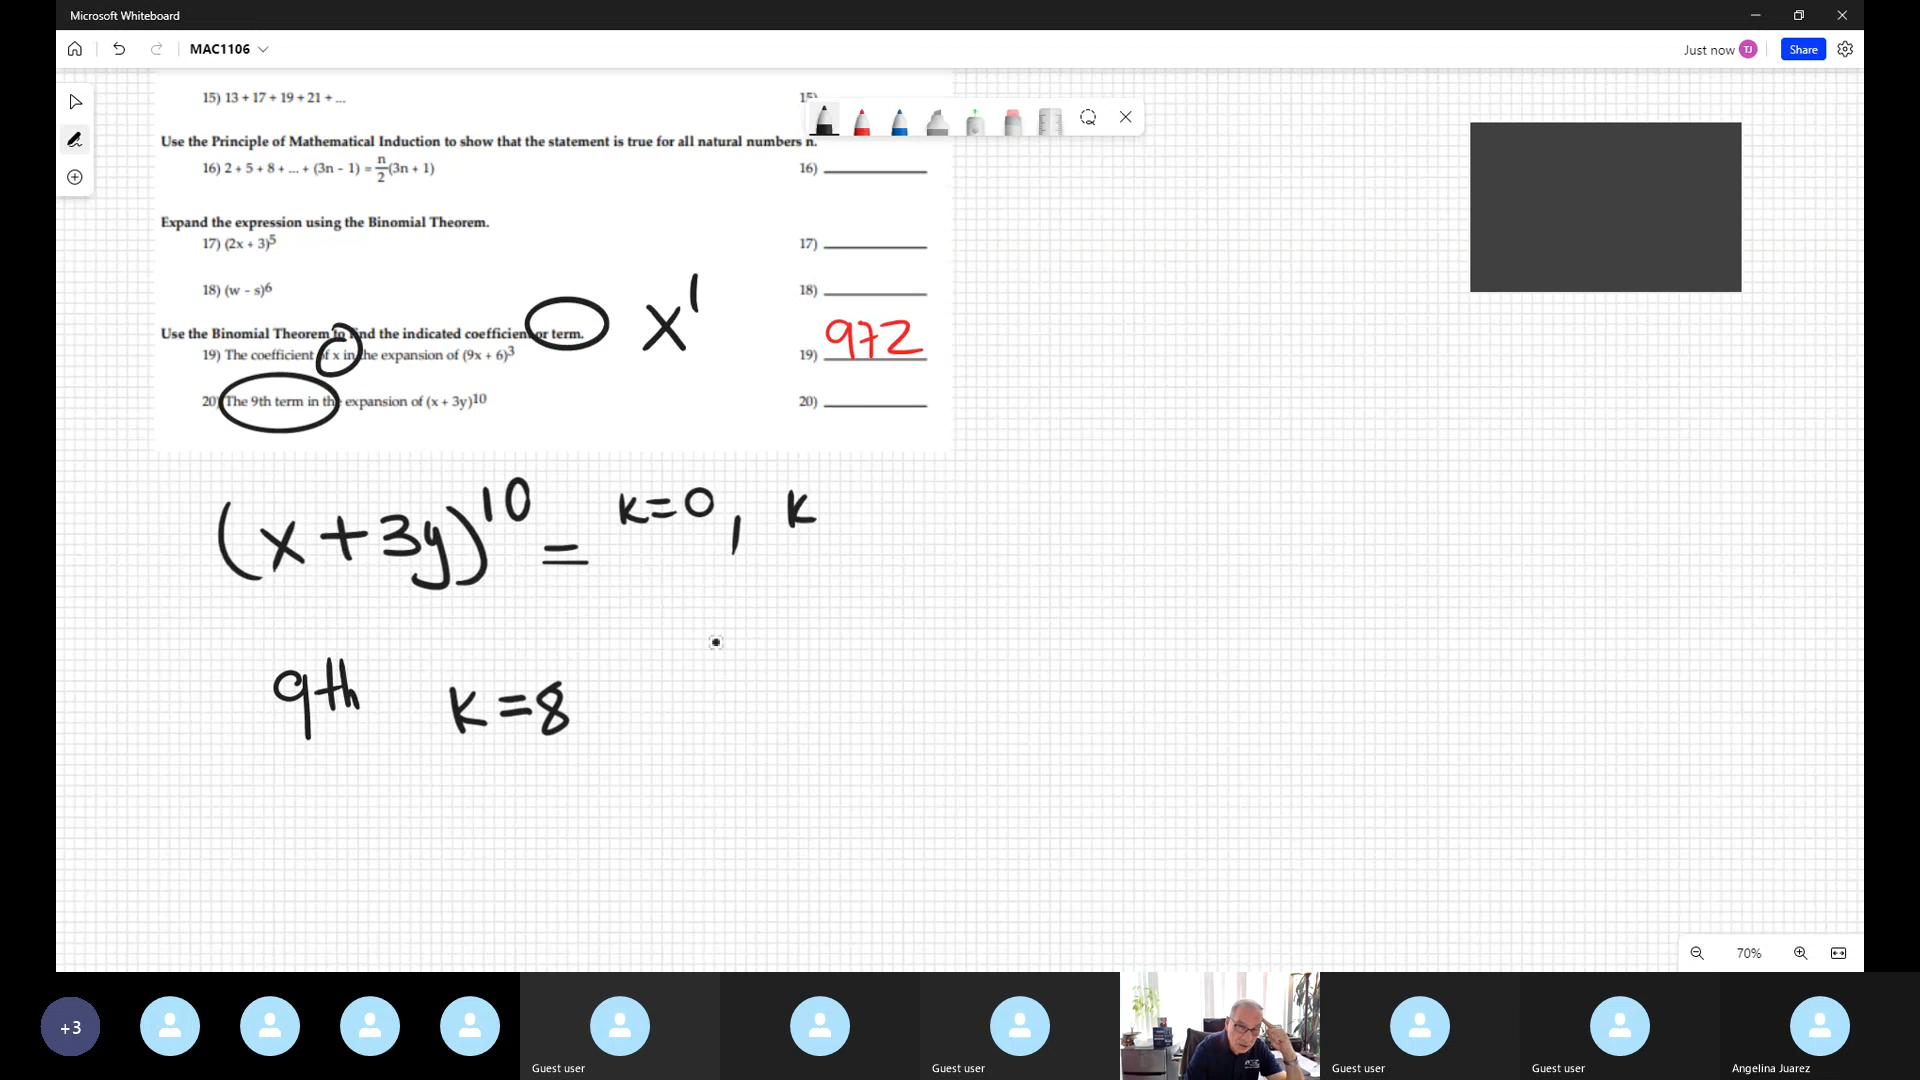 Microsoft Whiteboard
MAC1106
Just now TJ Share
15) 13 + 17 + 19 + 21 + ...
15)
Use the Principle of Mathematical Induction to show that the statement is true for all natural numbers n.
16) 2 + 5 + 8 + ... + (3n - 1) = n/2 (3n + 1)
16)
Expand the expression using the Binomial Theorem.
17) (2x + 3)^5
17)
18) (w - s)^6
18)
x^1
Use the Binomial Theorem to find the indicated coefficient or term.
19) The coefficient of x in the expansion of (9x + 6)^3
19) 972
20) The 9th term in the expansion of (x + 3y)^10
20)
(x+3y)^10 = k=0, k
9th k=8
70%
+3
Guest user
Guest user
Guest user
Guest user
Angelina Juarez